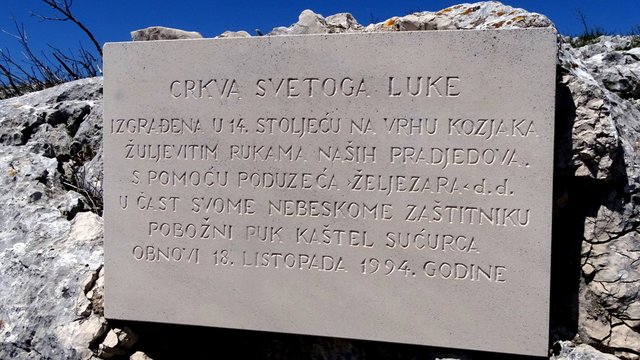 CRKVA SVETOGA LUKE
IZGRAĐENA U 14. STOLJEĆU NA VRHU KOZJAKA
ŽULJEVITIM RUKAMA NAŠIH PRADJEDOVA.
S POMOĆU PODUZEĆA ›ŽELJEZARA‹ d.d.
U ČAST SVOME NEBESKOME ZAŠTITNIKU
POBOŽNI PUK KAŠTEL SUĆURCA
OBNOVI 18. LISTOPADA 1994. GODINE